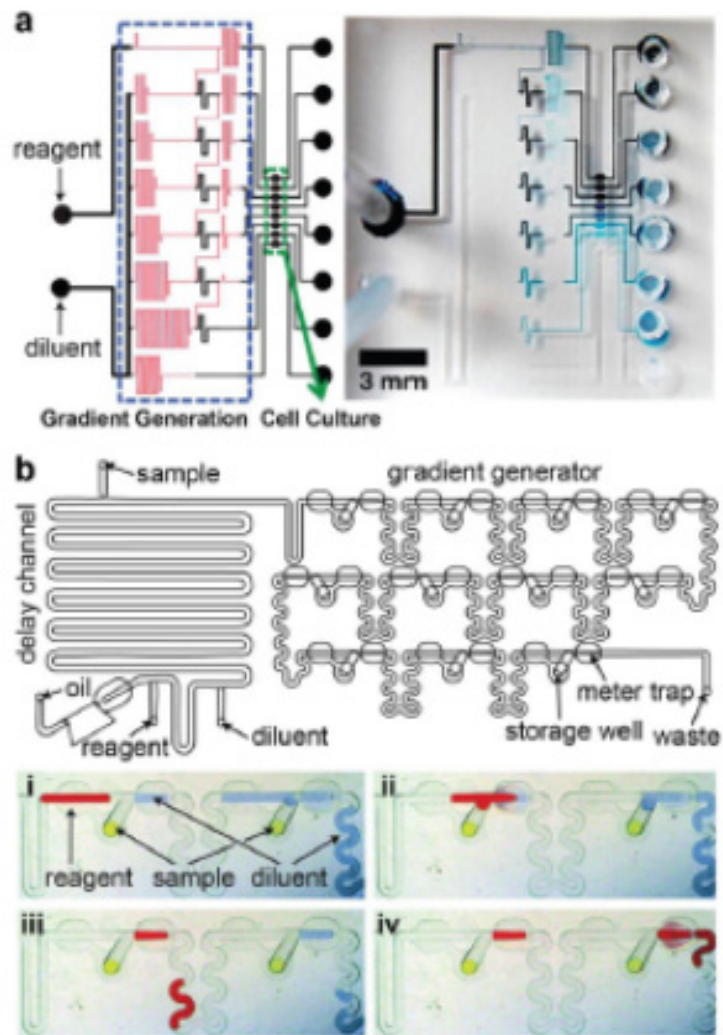 a
reagent
diluent
3 mm
Gradient Generation Cell Culture
b
sample
gradient generator
delay channel
oil
reagent
diluent
meter trap
storage well
waste
i
ii
reagent sample diluent
iii
iv